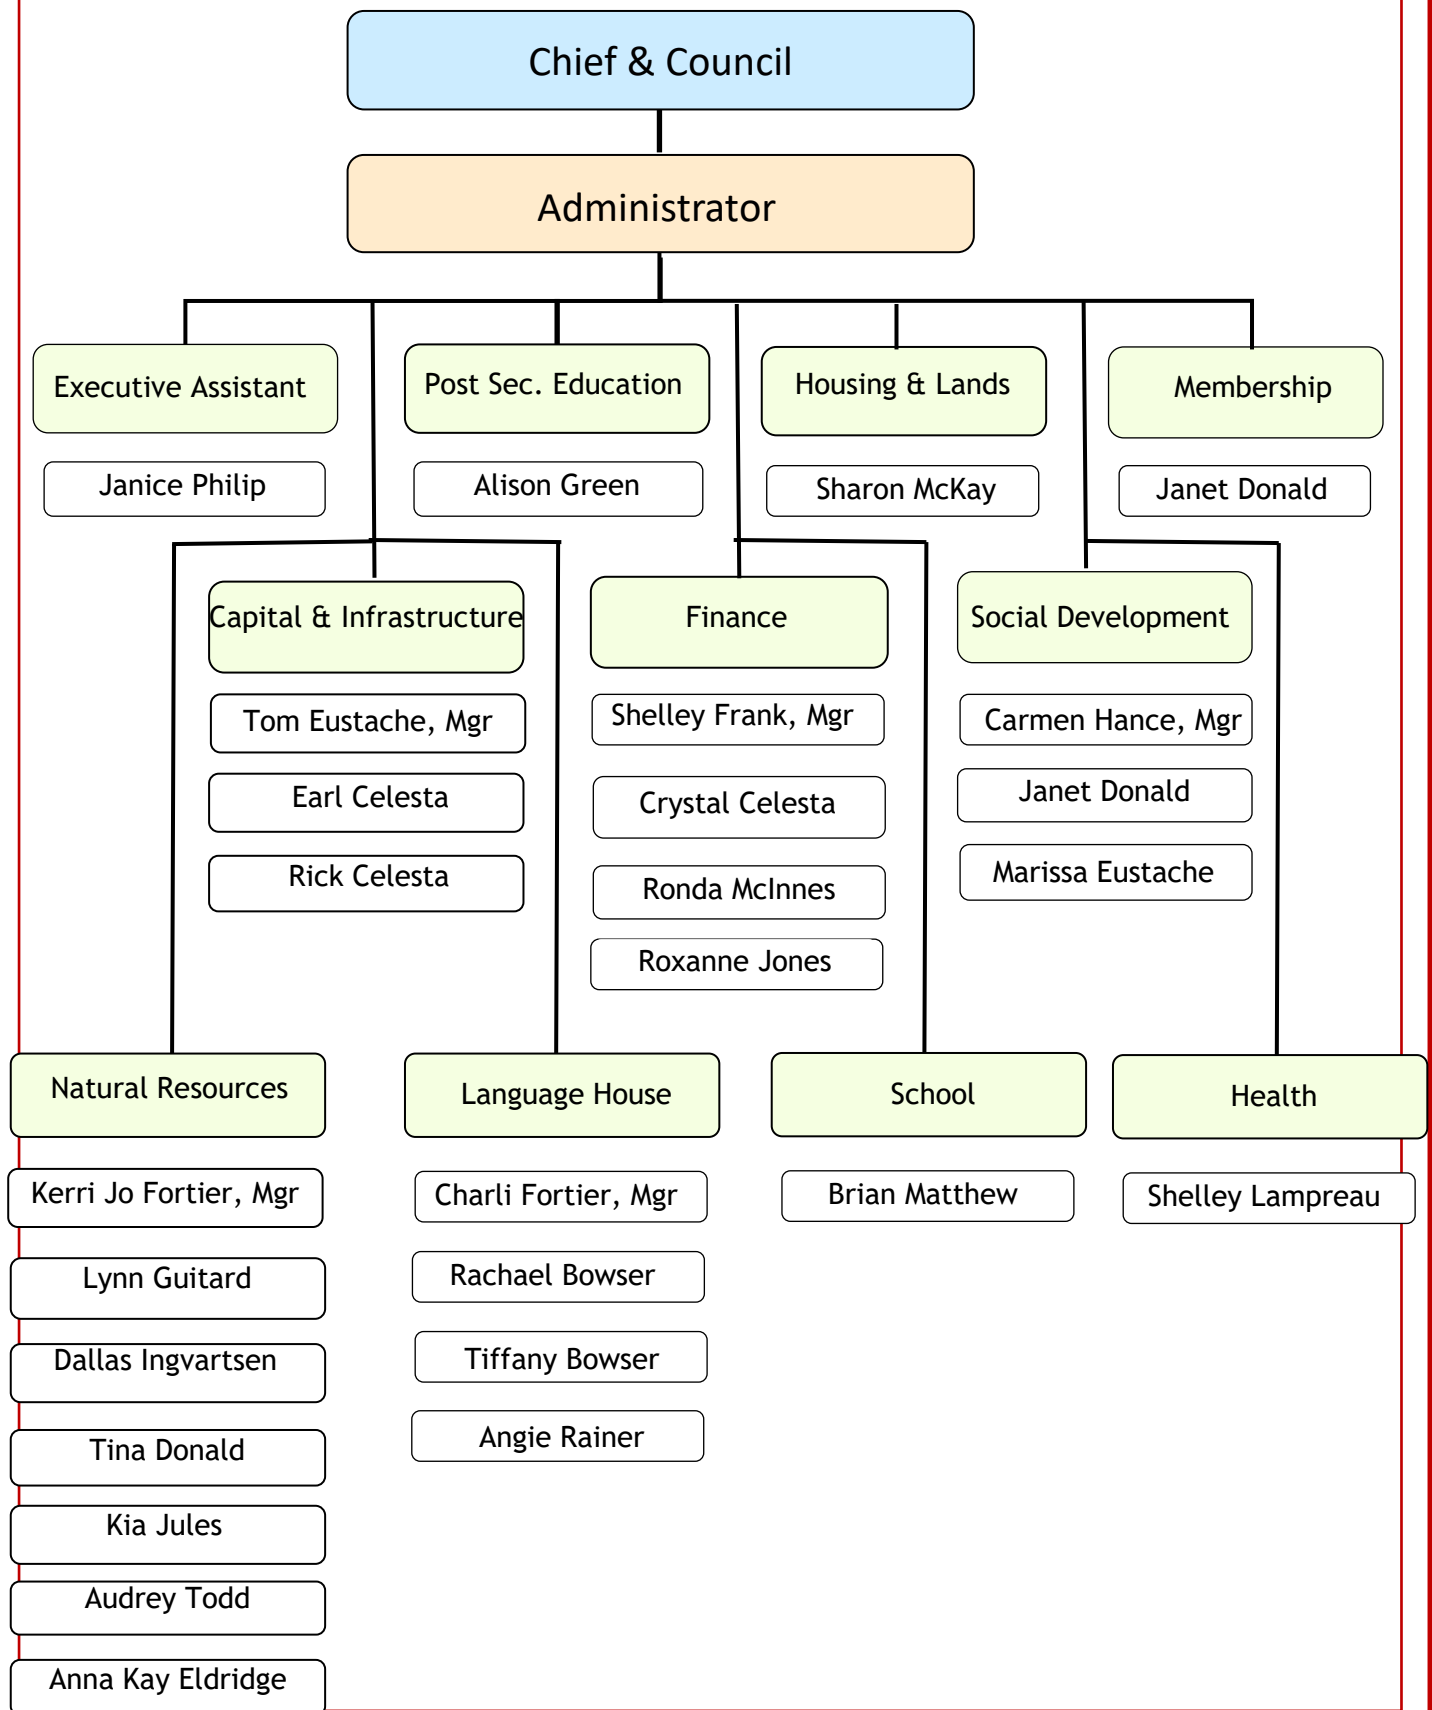 Chief & Council
Administrator
Executive Assistant
Post Sec. Education
Housing & Lands
Membership
Janice Philip
Alison Green
Sharon McKay
Janet Donald
Capital & Infrastructure
Finance
Social Development
Tom Eustache, Mgr
Shelley Frank, Mgr
Carmen Hance, Mgr
Earl Celesta
Crystal Celesta
Janet Donald
Rick Celesta
Ronda McInnes
Marissa Eustache
Roxanne Jones
Natural Resources
Language House
School
Health
Kerri Jo Fortier, Mgr
Charli Fortier, Mgr
Brian Matthew
Shelley Lampreau
Lynn Guitard
Rachael Bowser
Dallas Ingvartsen
Tiffany Bowser
Tina Donald
Angie Rainer
Kia Jules
Audrey Todd
Anna Kay Eldridge